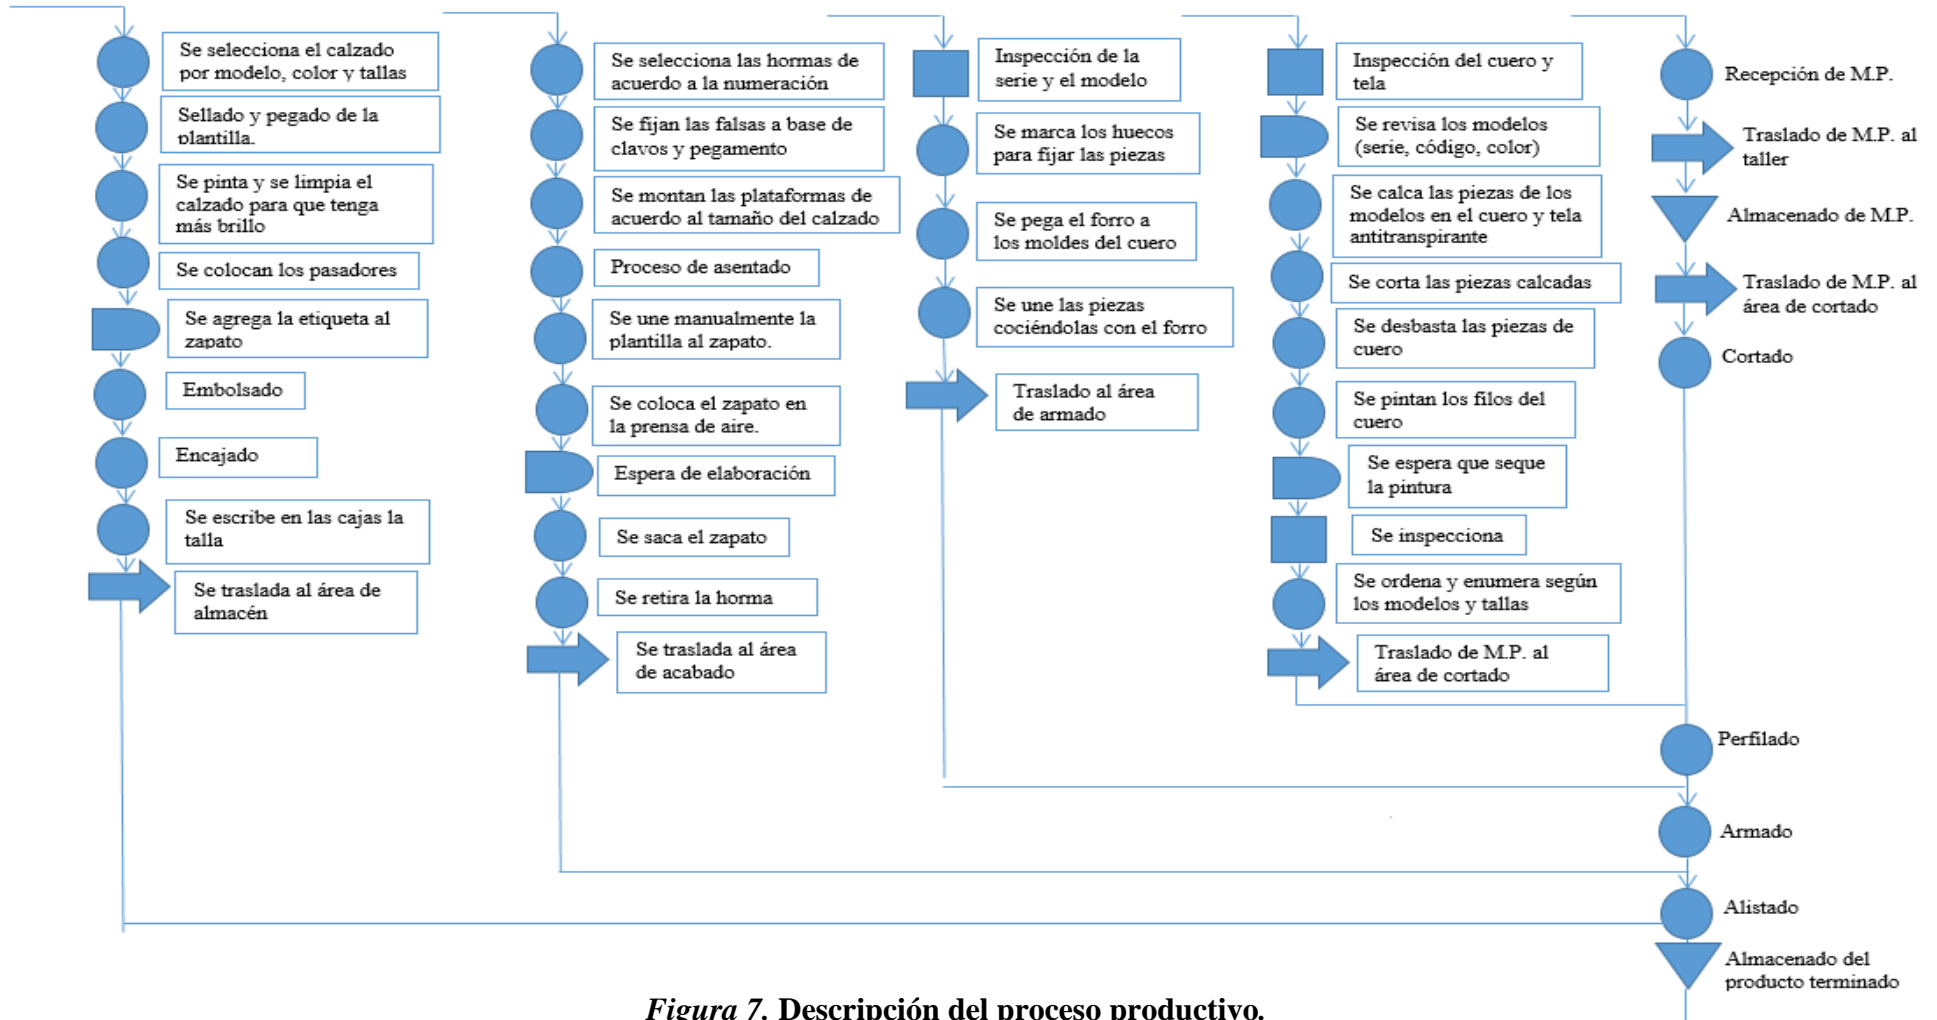 Se selecciona el calzado
por modelo, color y tallas
Sellado y pegado de la
plantilla.
Se pinta y se limpia el
calzado para que tenga
más brillo
Se colocan los pasadores
Se agrega la etiqueta al
zapato
Embolsado
Encajado
Se escribe en las cajas la
talla
Se traslada al área de
almacén
Se selecciona las hormas de
acuerdo a la numeración
Se fijan las falsas a base de
clavos y pegamento
Se montan las plataformas de
acuerdo al tamaño del calzado
Proceso de asentado
Se une manualmente la
plantilla al zapato.
Se coloca el zapato en
la prensa de aire.
Espera de elaboración
Se saca el zapato
Se retira la horma
Se traslada al área
de acabado
Inspección de la
serie y el modelo
Se marca los huecos
para fijar las piezas
Se pega el forro a
los moldes del cuero
Se une las piezas
cociéndolas con el forro
Traslado al área
de armado
Inspección del cuero y
tela
Se revisa los modelos
(serie, código, color)
Se calca las piezas de los
modelos en el cuero y tela
antitranspirante
Se corta las piezas calcadas
Se desbasta las piezas de
cuero
Se pintan los filos del
cuero
Se espera que seque
la pintura
Se inspecciona
Se ordena y enumera según
los modelos y tallas
Traslado de M.P. al
área de cortado
Recepción de M.P.
Traslado de M.P. al
taller
Almacenado de M.P.
Traslado de M.P. al
área de cortado
Cortado
Perfilado
Armado
Alistado
Almacenado del
producto terminado
Figura 7. Descripción del proceso productivo.